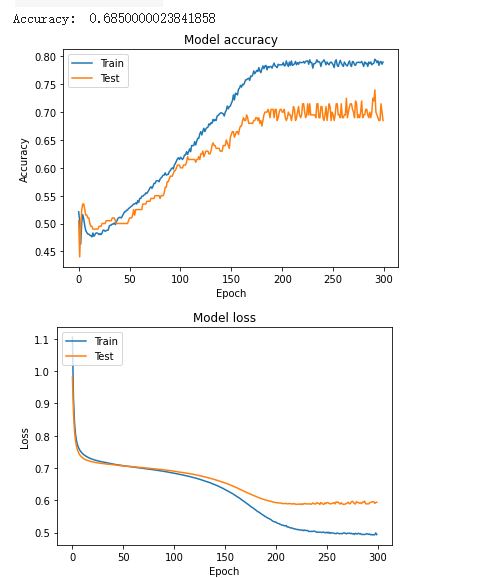 Accuracy: 0.6850000023841858
Model accuracy
Train
Test
0.80
0.75
0.70
0.65
0.60
0.55
0.50
0.45
Accuracy
0 50 100 150 200 250 300
Epoch
Model loss
Train
Test
1.1
1.0
0.9
0.8
0.7
0.6
0.5
Loss
0 50 100 150 200 250 300
Epoch